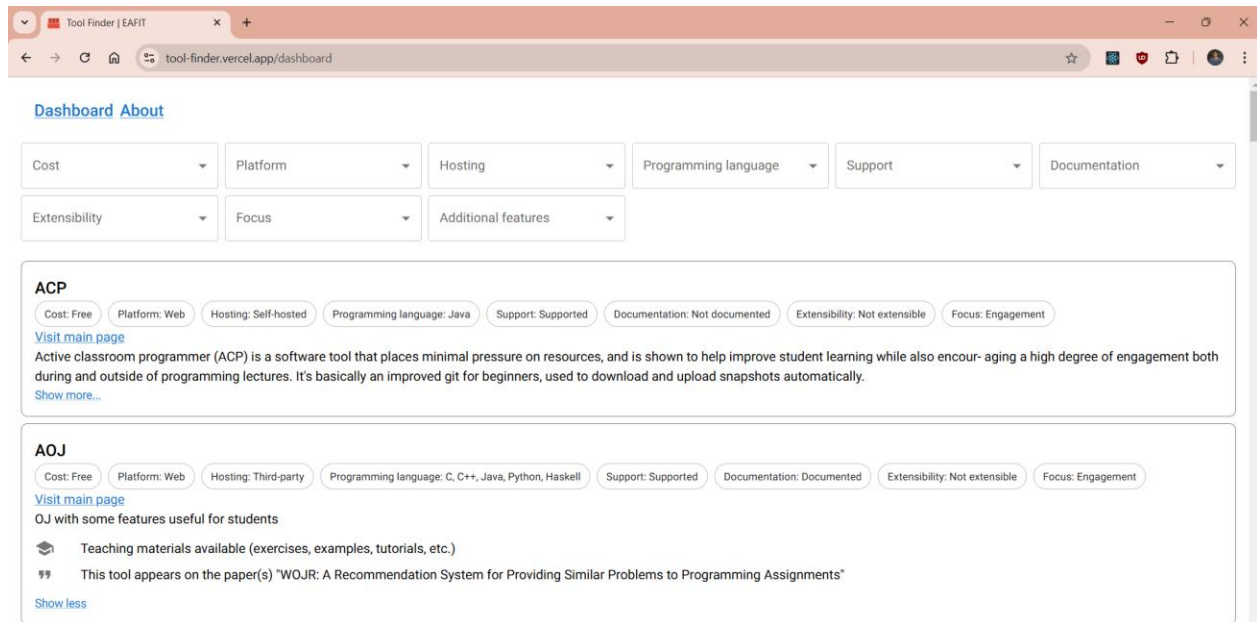 Tool Finder | EAFIT
tool-finder.vercel.app/dashboard
Dashboard About
Cost Platform Hosting Programming language Support Documentation
Extensibility Focus Additional features
ACP
Cost: Free Platform: Web Hosting: Self-hosted Programming language: Java Support: Supported Documentation: Not documented Extensibility: Not extensible Focus: Engagement
Visit main page
Active classroom programmer (ACP) is a software tool that places minimal pressure on resources, and is shown to help improve student learning while also encour- aging a high degree of engagement both
during and outside of programming lectures. It's basically an improved git for beginners, used to download and upload snapshots automatically.
Show more...
AOJ
Cost: Free Platform: Web Hosting: Third-party Programming language: C, C++, Java, Python, Haskell Support: Supported Documentation: Documented Extensibility: Not extensible Focus: Engagement
Visit main page
OJ with some features useful for students
Teaching materials available (exercises, examples, tutorials, etc.)
This tool appears on the paper(s) "WOJR: A Recommendation System for Providing Similar Problems to Programming Assignments"
Show less